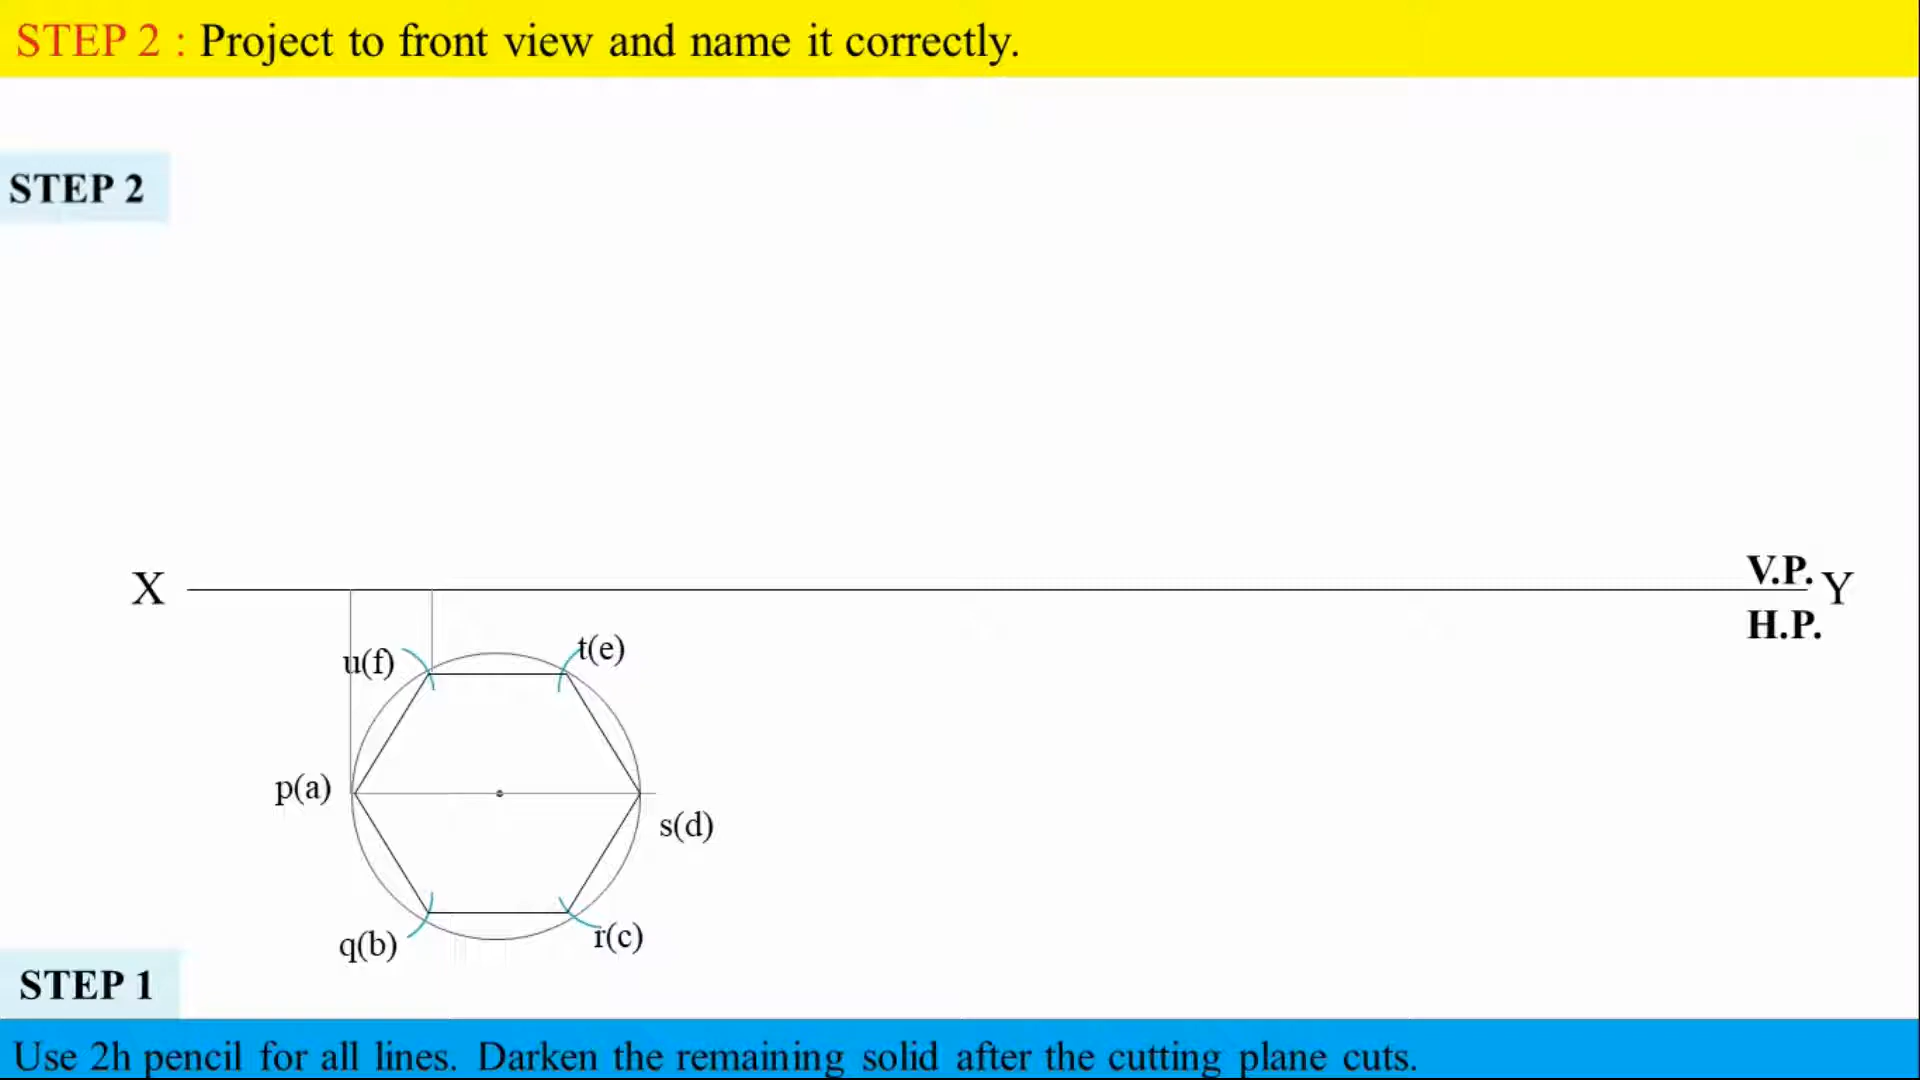 STEP 2 : Project to front view and name it correctly.
STEP 2
V.P.
X
Y
H.P.
u(f)
t(e)
p(a)
s(d)
q(b)
r(c)
STEP 1
Use 2h pencil for all lines. Darken the remaining solid after the cutting plane cuts.